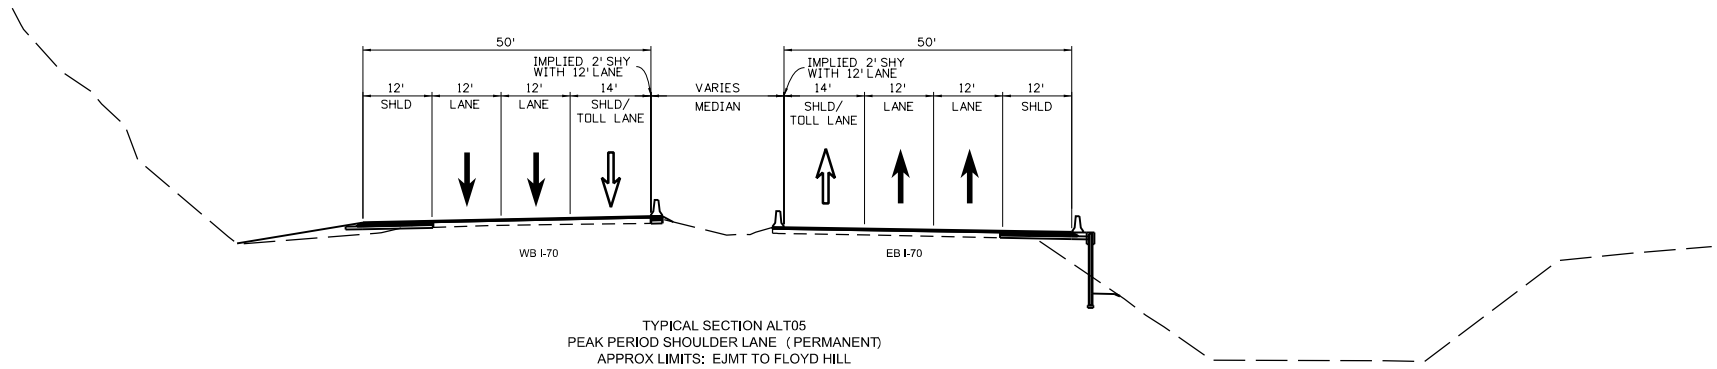 50'
50'
IMPLIED 2' SHY
WITH 12' LANE
IMPLIED 2' SHY
WITH 12' LANE
12'
12'
12'
14'
VARIES
14'
12'
12'
12'
SHLD
LANE
LANE
SHLD/
TOLL LANE
MEDIAN
SHLD/
TOLL LANE
LANE
LANE
SHLD
WB I-70
EB I-70
TYPICAL SECTION ALT05
PEAK PERIOD SHOULDER LANE (PERMANENT)
APPROX LIMITS: EJMT TO FLOYD HILL